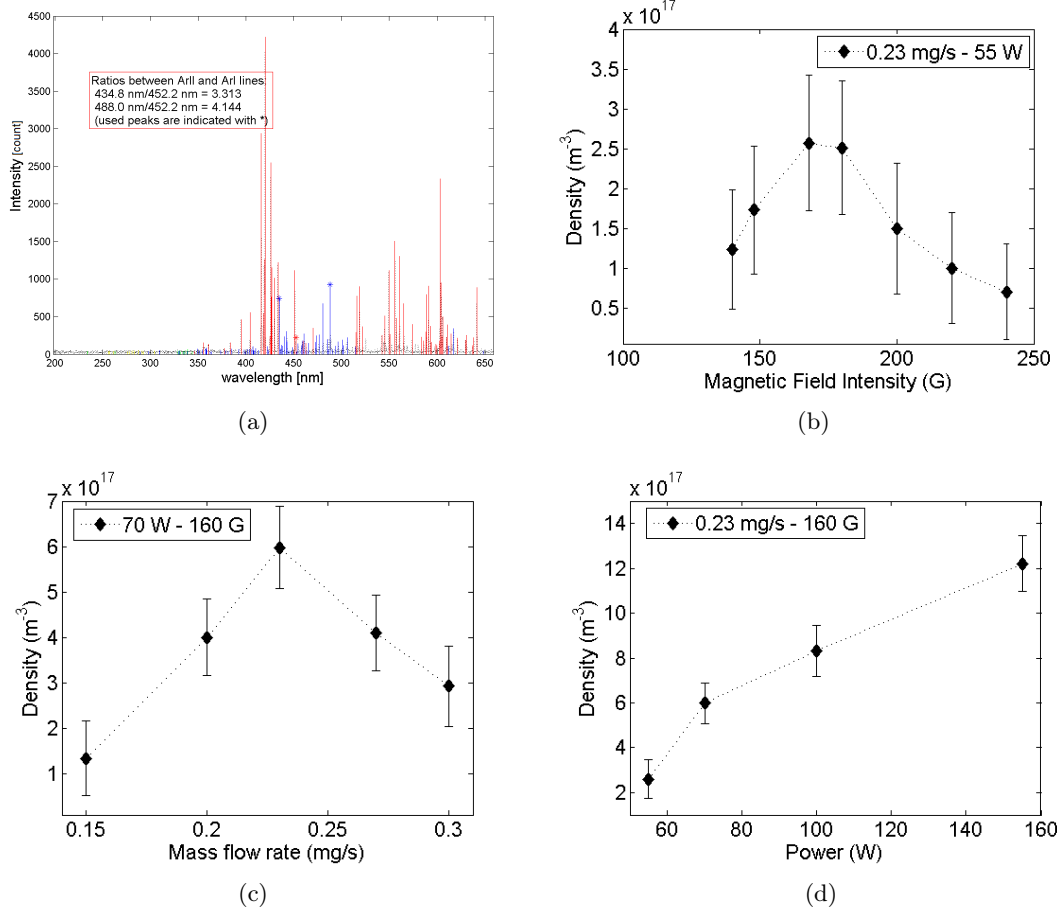 4500
4000
3500
3000
2500
2000
1500
1000
500
0
Intensity [count]
Ratios between ArII and ArI lines:
434.8 nm/452.2 nm = 3.313
488.0 nm/452.2 nm = 4.144
(used peaks are indicated with *)
200 250 300 350 400 450 500 550 600 650
wavelength [nm]
(a)
x 10^17
4
3.5
3
2.5
2
1.5
1
0.5
Density (m^-3)
0.23 mg/s - 55 W
100 150 200 250
Magnetic Field Intensity (G)
(b)
x 10^17
7
6
5
4
3
2
1
Density (m^-3)
70 W - 160 G
0.15 0.2 0.25 0.3
Mass flow rate (mg/s)
(c)
x 10^17
14
12
10
8
6
4
2
Density (m^-3)
0.23 mg/s - 160 G
60 80 100 120 140 160
Power (W)
(d)